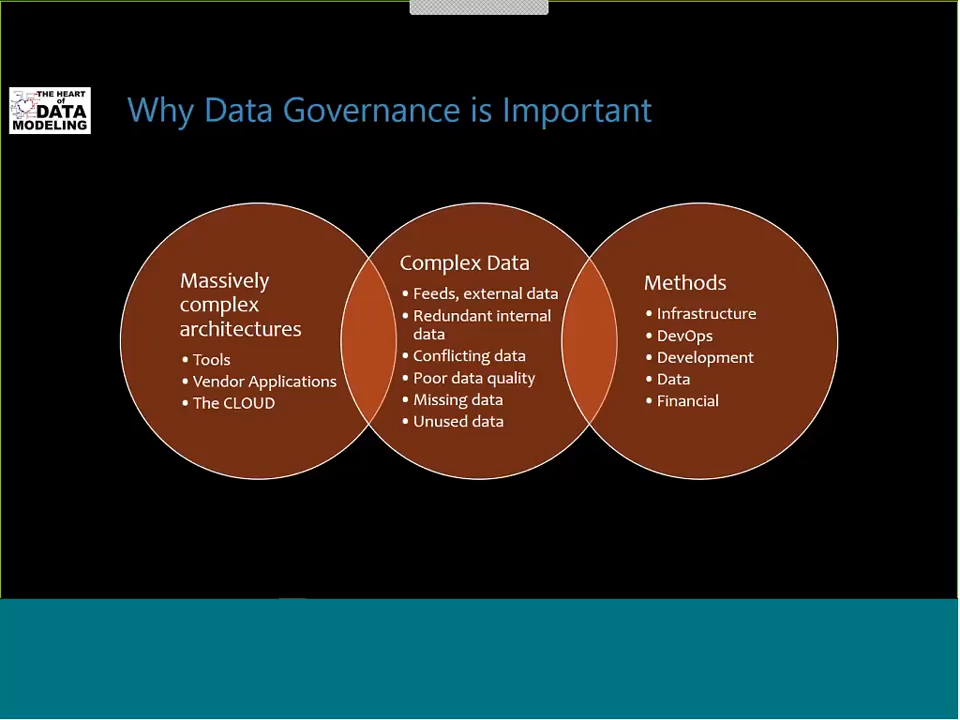 THE HEART
of
DATA
MODELING
Why Data Governance is Important
Massively
complex
architectures
• Tools
• Vendor Applications
• The CLOUD
Complex Data
• Feeds, external data
• Redundant internal
data
• Conflicting data
• Poor data quality
• Missing data
• Unused data
Methods
• Infrastructure
• DevOps
• Development
• Data
• Financial